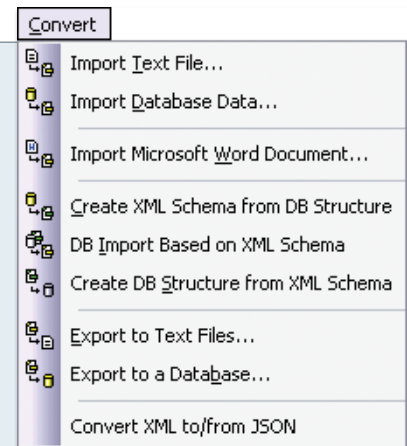 Convert
Import Text File...
Import Database Data...
Import Microsoft Word Document...
Create XML Schema from DB Structure
DB Import Based on XML Schema
Create DB Structure from XML Schema
Export to Text Files...
Export to a Database...
Convert XML to/from JSON